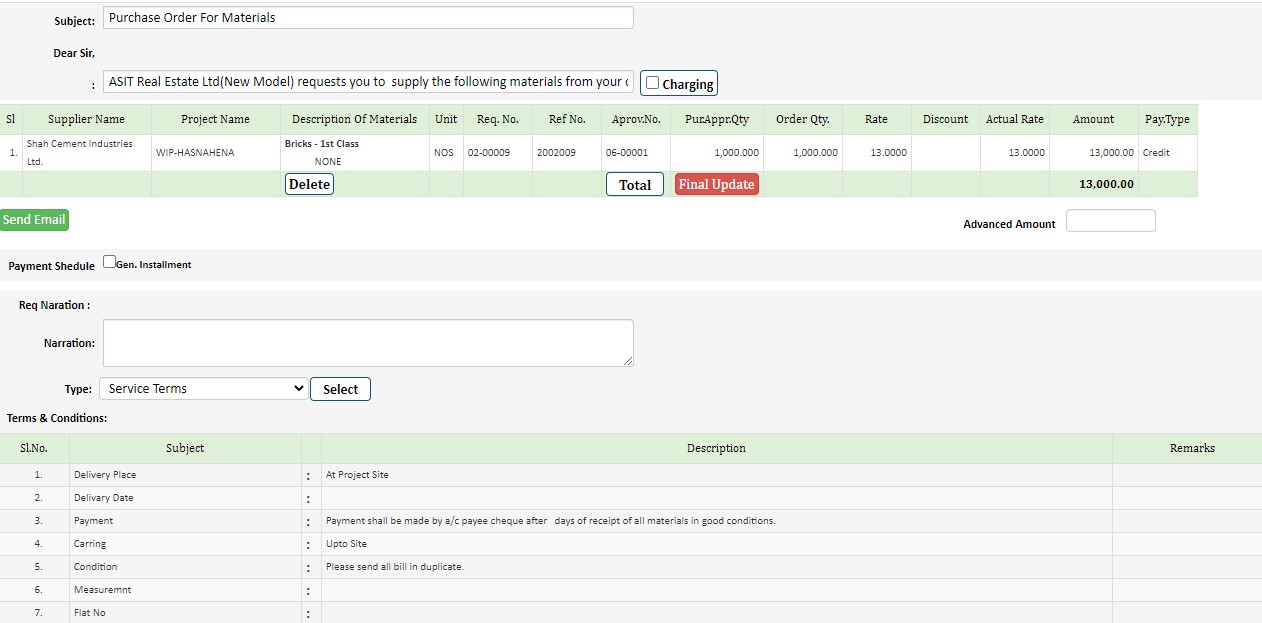 Subject: Purchase Order For Materials
Dear Sir,
: ASIT Real Estate Ltd(New Model) requests you to supply the following materials from your Charging
Sl Supplier Name Project Name Description Of Materials Unit Req. No. Ref No. Aprov.No. Pur.Appr.Qty Order Qty. Rate Discount Actual Rate Amount Pay.Type
1. Shah Cement Industries Ltd. WIP-HASNAHENA Bricks - 1st Class NONE NOS 02-00009 2002009 06-00001 1,000.000 1,000.000 13.0000 13.0000 13,000.00 Credit
Delete Total Final Update 13,000.00
Send Email Advanced Amount
Payment Shedule Gen. Installment
Req Naration :
Narration:
Type: Service Terms Select
Terms & Conditions:
Sl.No. Subject Description Remarks
1. Delivery Place : At Project Site
2. Delivary Date :
3. Payment : Payment shall be made by a/c payee cheque after days of receipt of all materials in good conditions.
4. Carring : Upto Site
5. Condition : Please send all bill in duplicate.
6. Measuremnt :
7. Flat No :